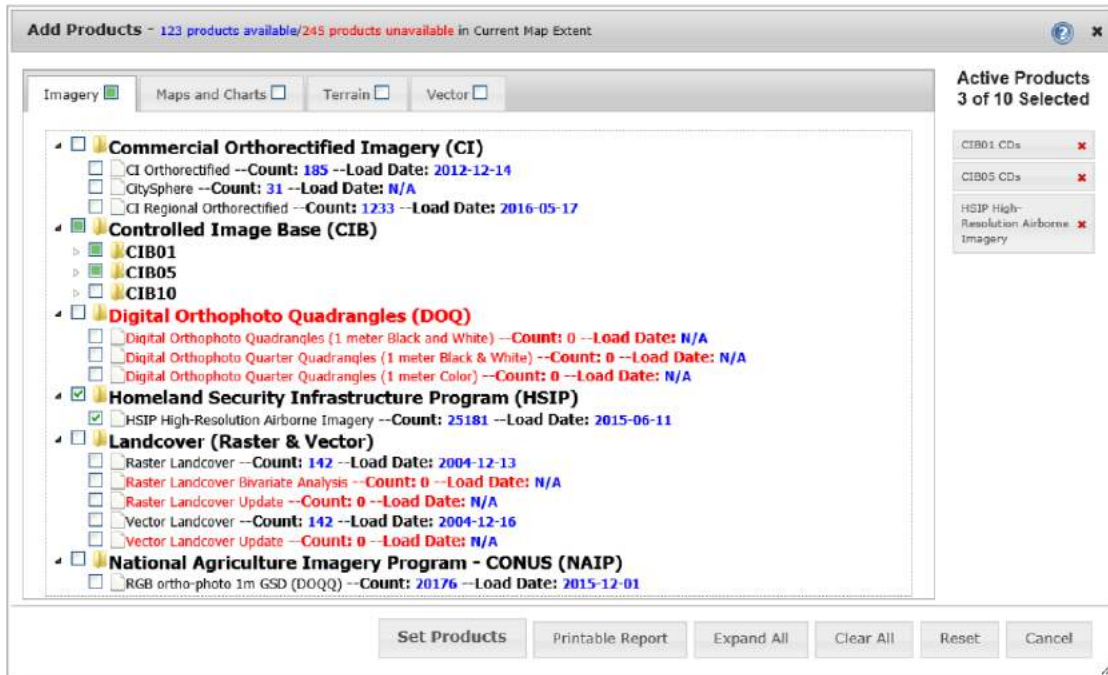 Add Products - 123 products available/245 products unavailable in Current Map Extent
Imagery
Maps and Charts
Terrain
Vector
Commercial Orthorectified Imagery (CI)
CI Orthorectified --Count: 185 --Load Date: 2012-12-14
CitySphere --Count: 31 --Load Date: N/A
CI Regional Orthorectified --Count: 1233 --Load Date: 2016-05-17
Controlled Image Base (CIB)
CIB01
CIB05
CIB10
Digital Orthophoto Quadrangles (DOQ)
Digital Orthophoto Quadrangles (1 meter Black and White) --Count: 0 --Load Date: N/A
Digital Orthophoto Quarter Quadrangles (1 meter Black & White) --Count: 0 --Load Date: N/A
Digital Orthophoto Quarter Quadrangles (1 meter Color) --Count: 0 --Load Date: N/A
Homeland Security Infrastructure Program (HSIP)
HSIP High-Resolution Airborne Imagery --Count: 25181 --Load Date: 2015-06-11
Landcover (Raster & Vector)
Raster Landcover --Count: 142 --Load Date: 2004-12-13
Raster Landcover Bivariate Analysis --Count: 0 --Load Date: N/A
Raster Landcover Update --Count: 0 --Load Date: N/A
Vector Landcover --Count: 142 --Load Date: 2004-12-16
Vector Landcover Update --Count: 0 --Load Date: N/A
National Agriculture Imagery Program - CONUS (NAIP)
RGB ortho-photo 1m GSD (DOQQ) --Count: 20176 --Load Date: 2015-12-01
Active Products
3 of 10 Selected
CIB01 CDs
CIB05 CDs
HSIP High-
Resolution Airborne
Imagery
Set Products
Printable Report
Expand All
Clear All
Reset
Cancel